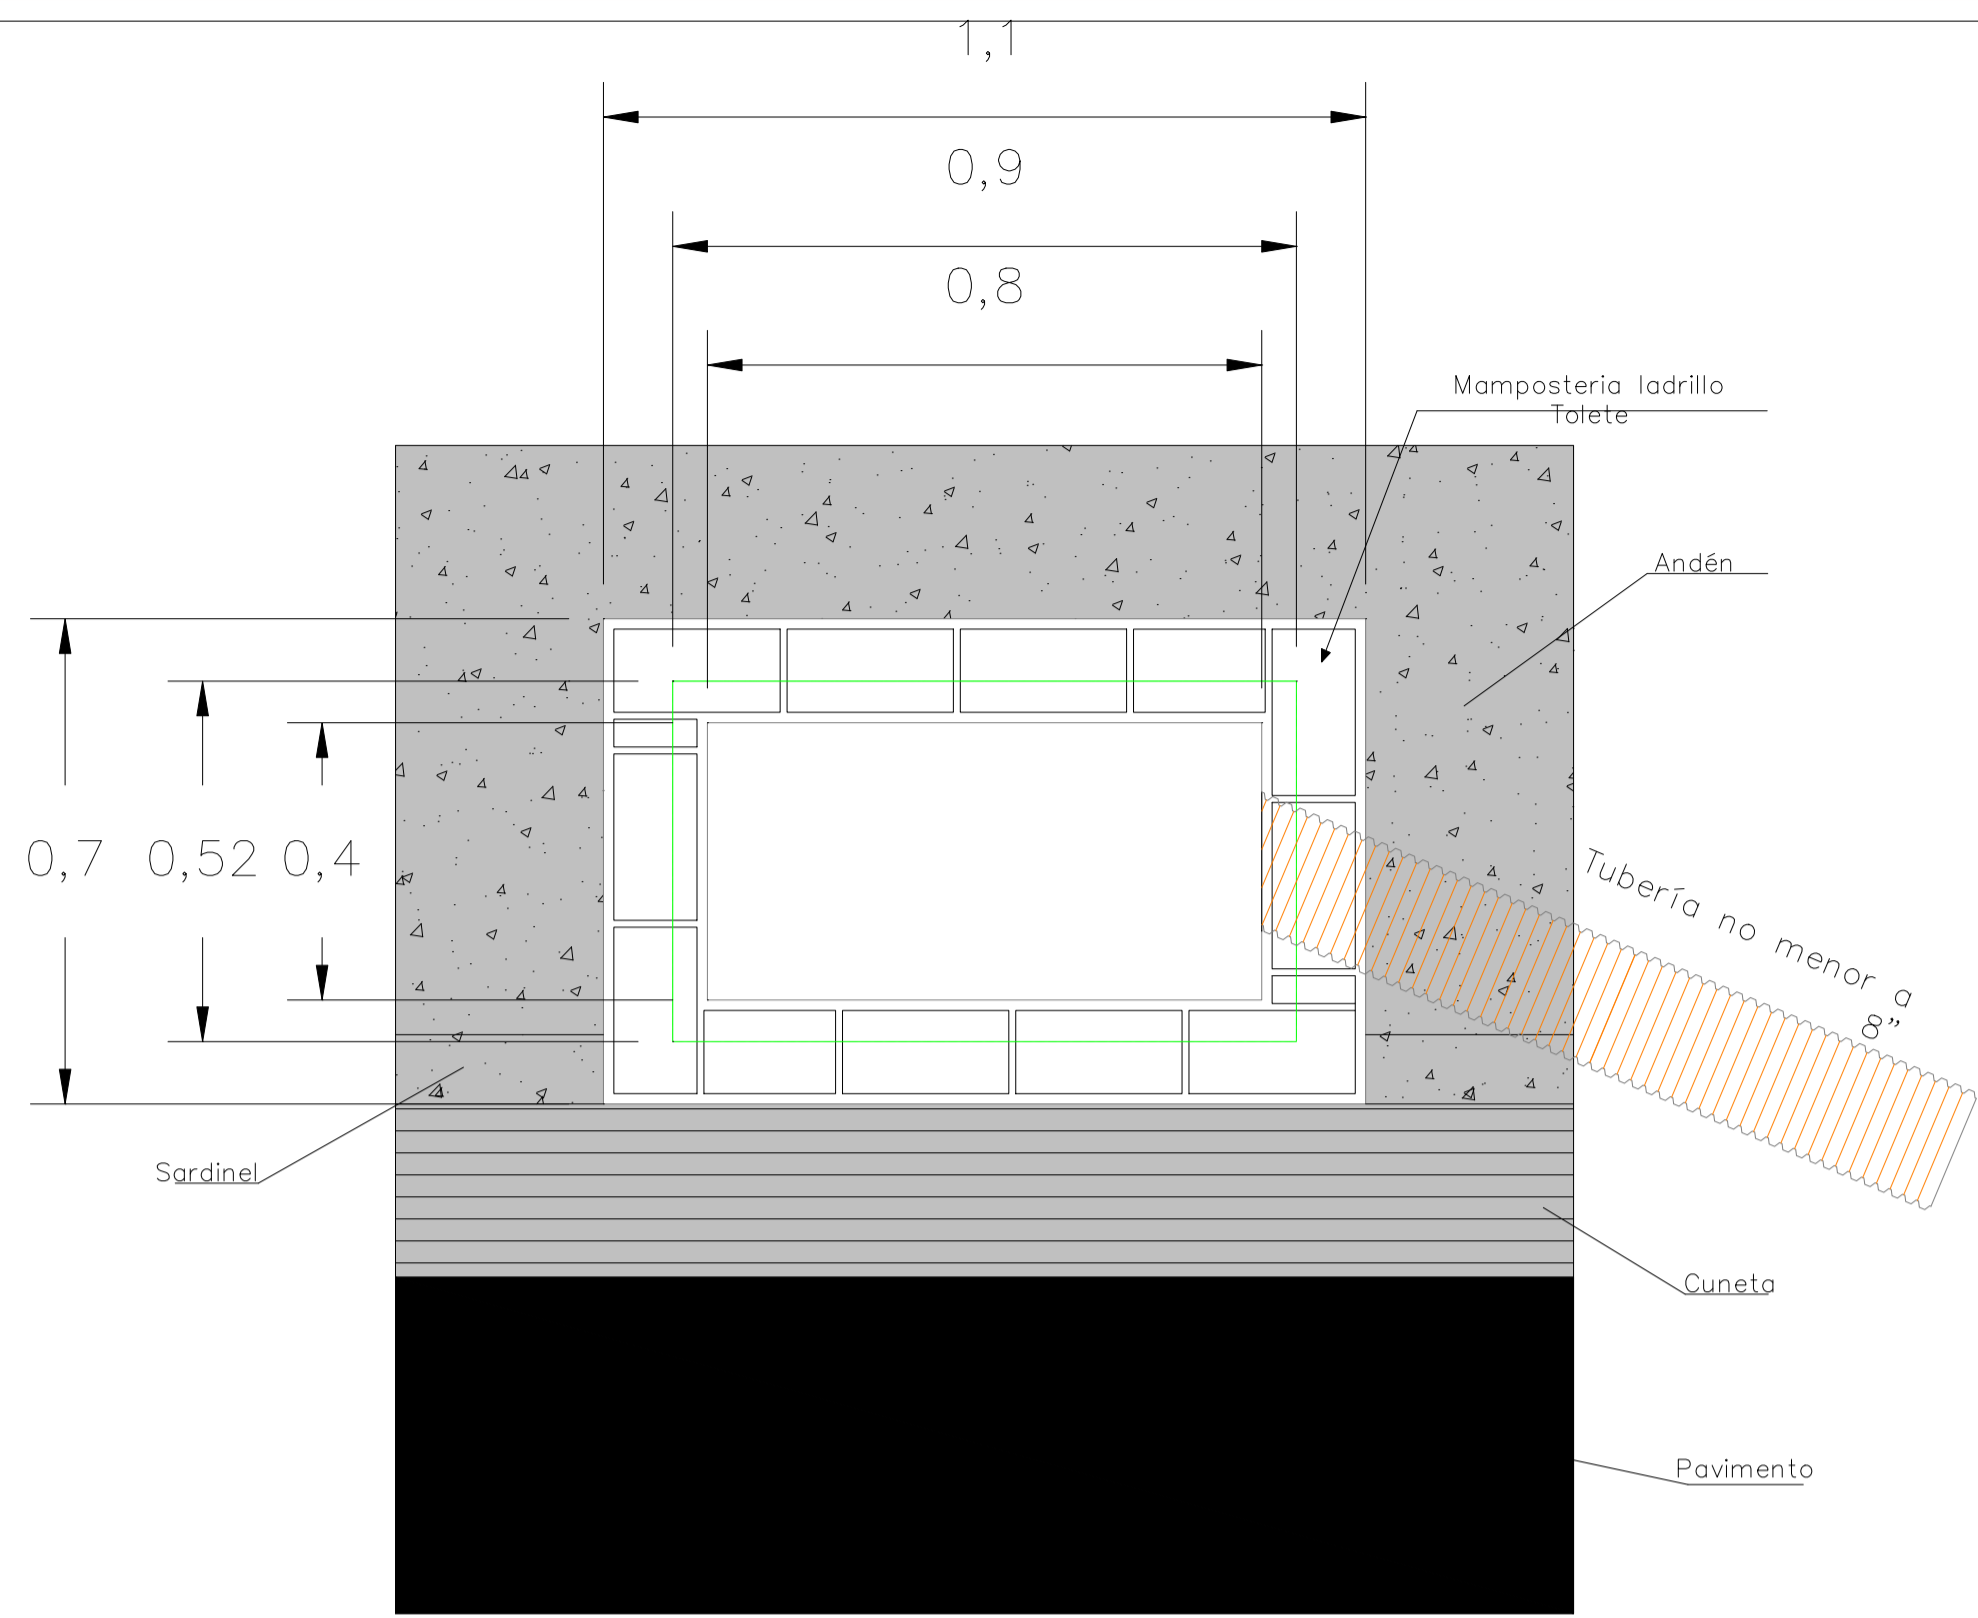 1,1
0,9
0,8
Mamposteria ladrillo
Tolete
Andén
0,7
0,52
0,4
Tubería no menor a
8”
Sardinel
Cuneta
Pavimento